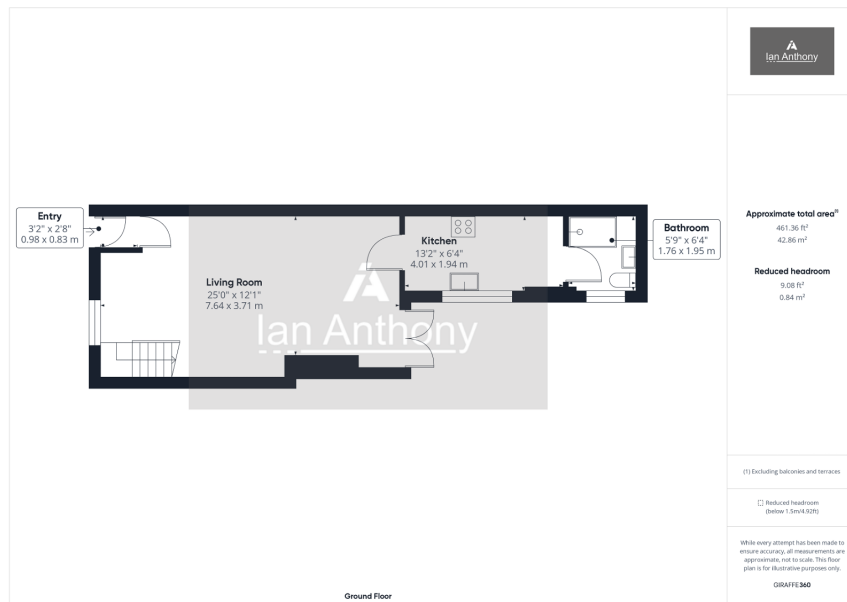 Ian Anthony
Entry
3'2" x 2'8"
0.98 x 0.83 m
Living Room
25'0" x 12'1"
7.64 x 3.71 m
Kitchen
13'2" x 6'4"
4.01 x 1.94 m
Bathroom
5'9" x 6'4"
1.76 x 1.95 m
Ian Anthony
Ground Floor
Approximate total area⁽¹⁾
461.36 ft²
42.86 m²
Reduced headroom
9.08 ft²
0.84 m²
(1) Excluding balconies and terraces
Reduced headroom
(below 1.5m/4.92ft)
While every attempt has been made to
ensure accuracy, all measurements are
approximate, not to scale. This floor
plan is for illustrative purposes only.
GIRAFFE360